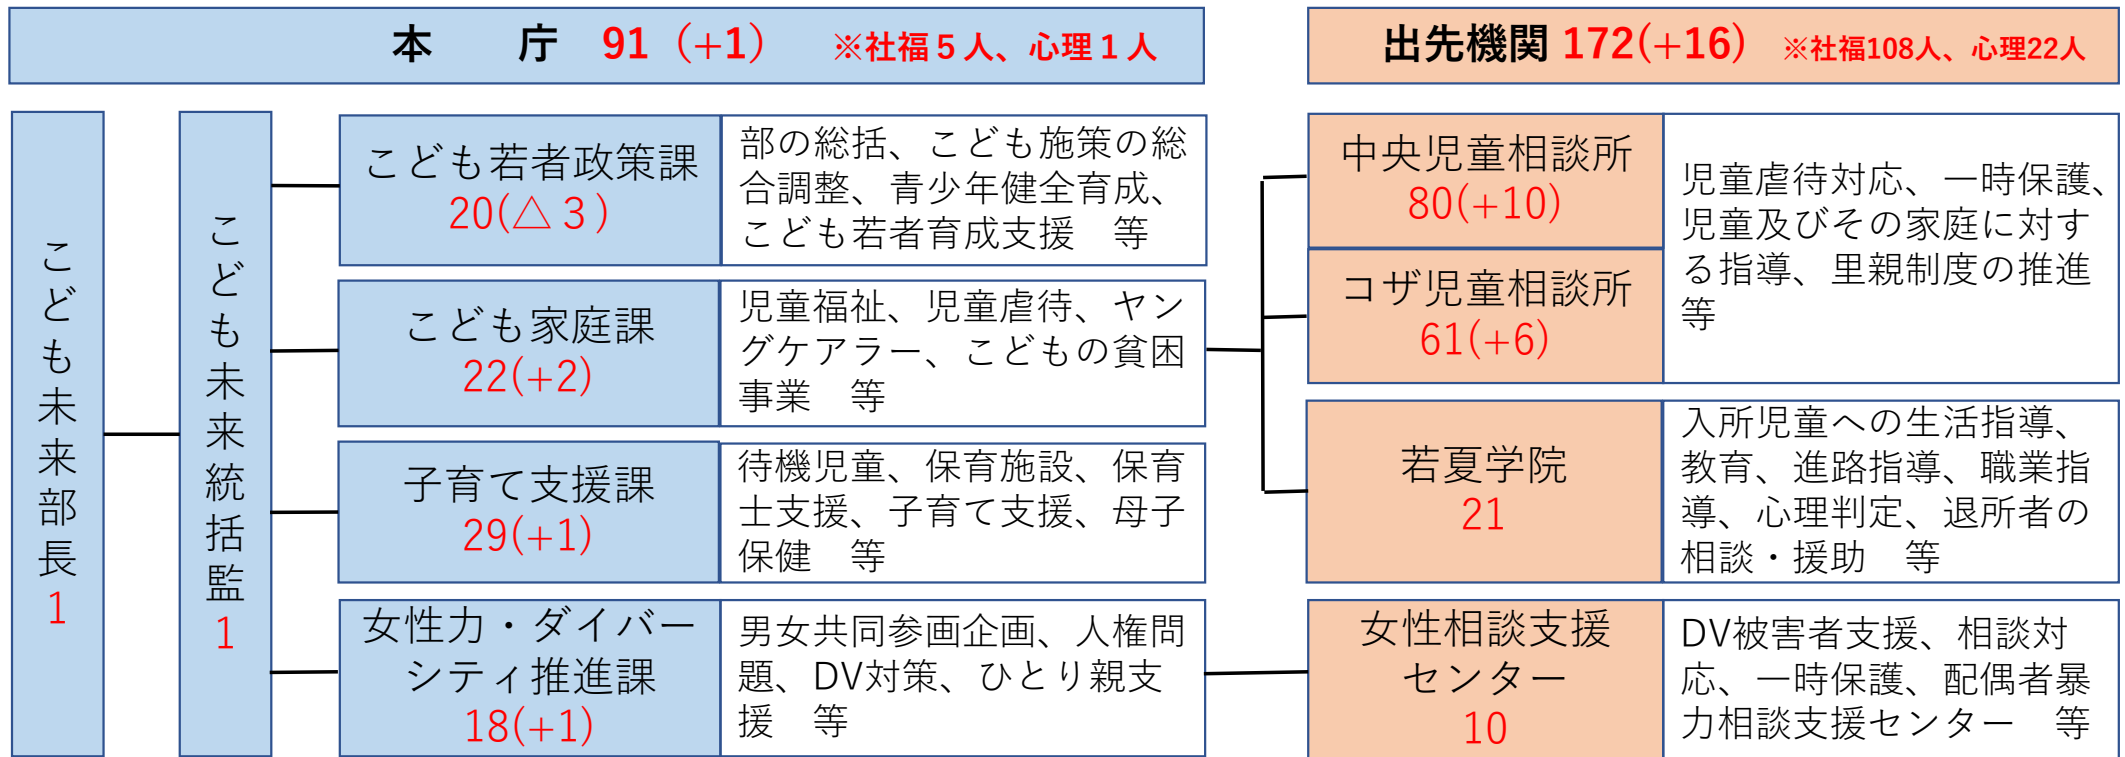 本　庁 91（+1） ※社福５人、心理１人
出先機関 172(+16) ※社福108人、心理22人
こども未来部長
1
こども未来統括監
1
こども若者政策課
20(△３)
部の総括、こども施策の総
合調整、青少年健全育成、
こども若者育成支援　等
こども家庭課
22(+2)
児童福祉、児童虐待、ヤン
グケアラー、こどもの貧困
事業　等
子育て支援課
29(+1)
待機児童、保育施設、保育
士支援、子育て支援、母子
保健　等
女性力・ダイバー
シティ推進課
18(+1)
男女共同参画企画、人権問
題、DV対策、ひとり親支
援　等
中央児童相談所
80(+10)
コザ児童相談所
61(+6)
児童虐待対応、一時保護、
児童及びその家庭に対す
る指導、里親制度の推進
等
若夏学院
21
入所児童への生活指導、
教育、進路指導、職業指
導、心理判定、退所者の
相談・援助　等
女性相談支援
センター
10
DV被害者支援、相談対
応、一時保護、配偶者暴
力相談支援センター　等